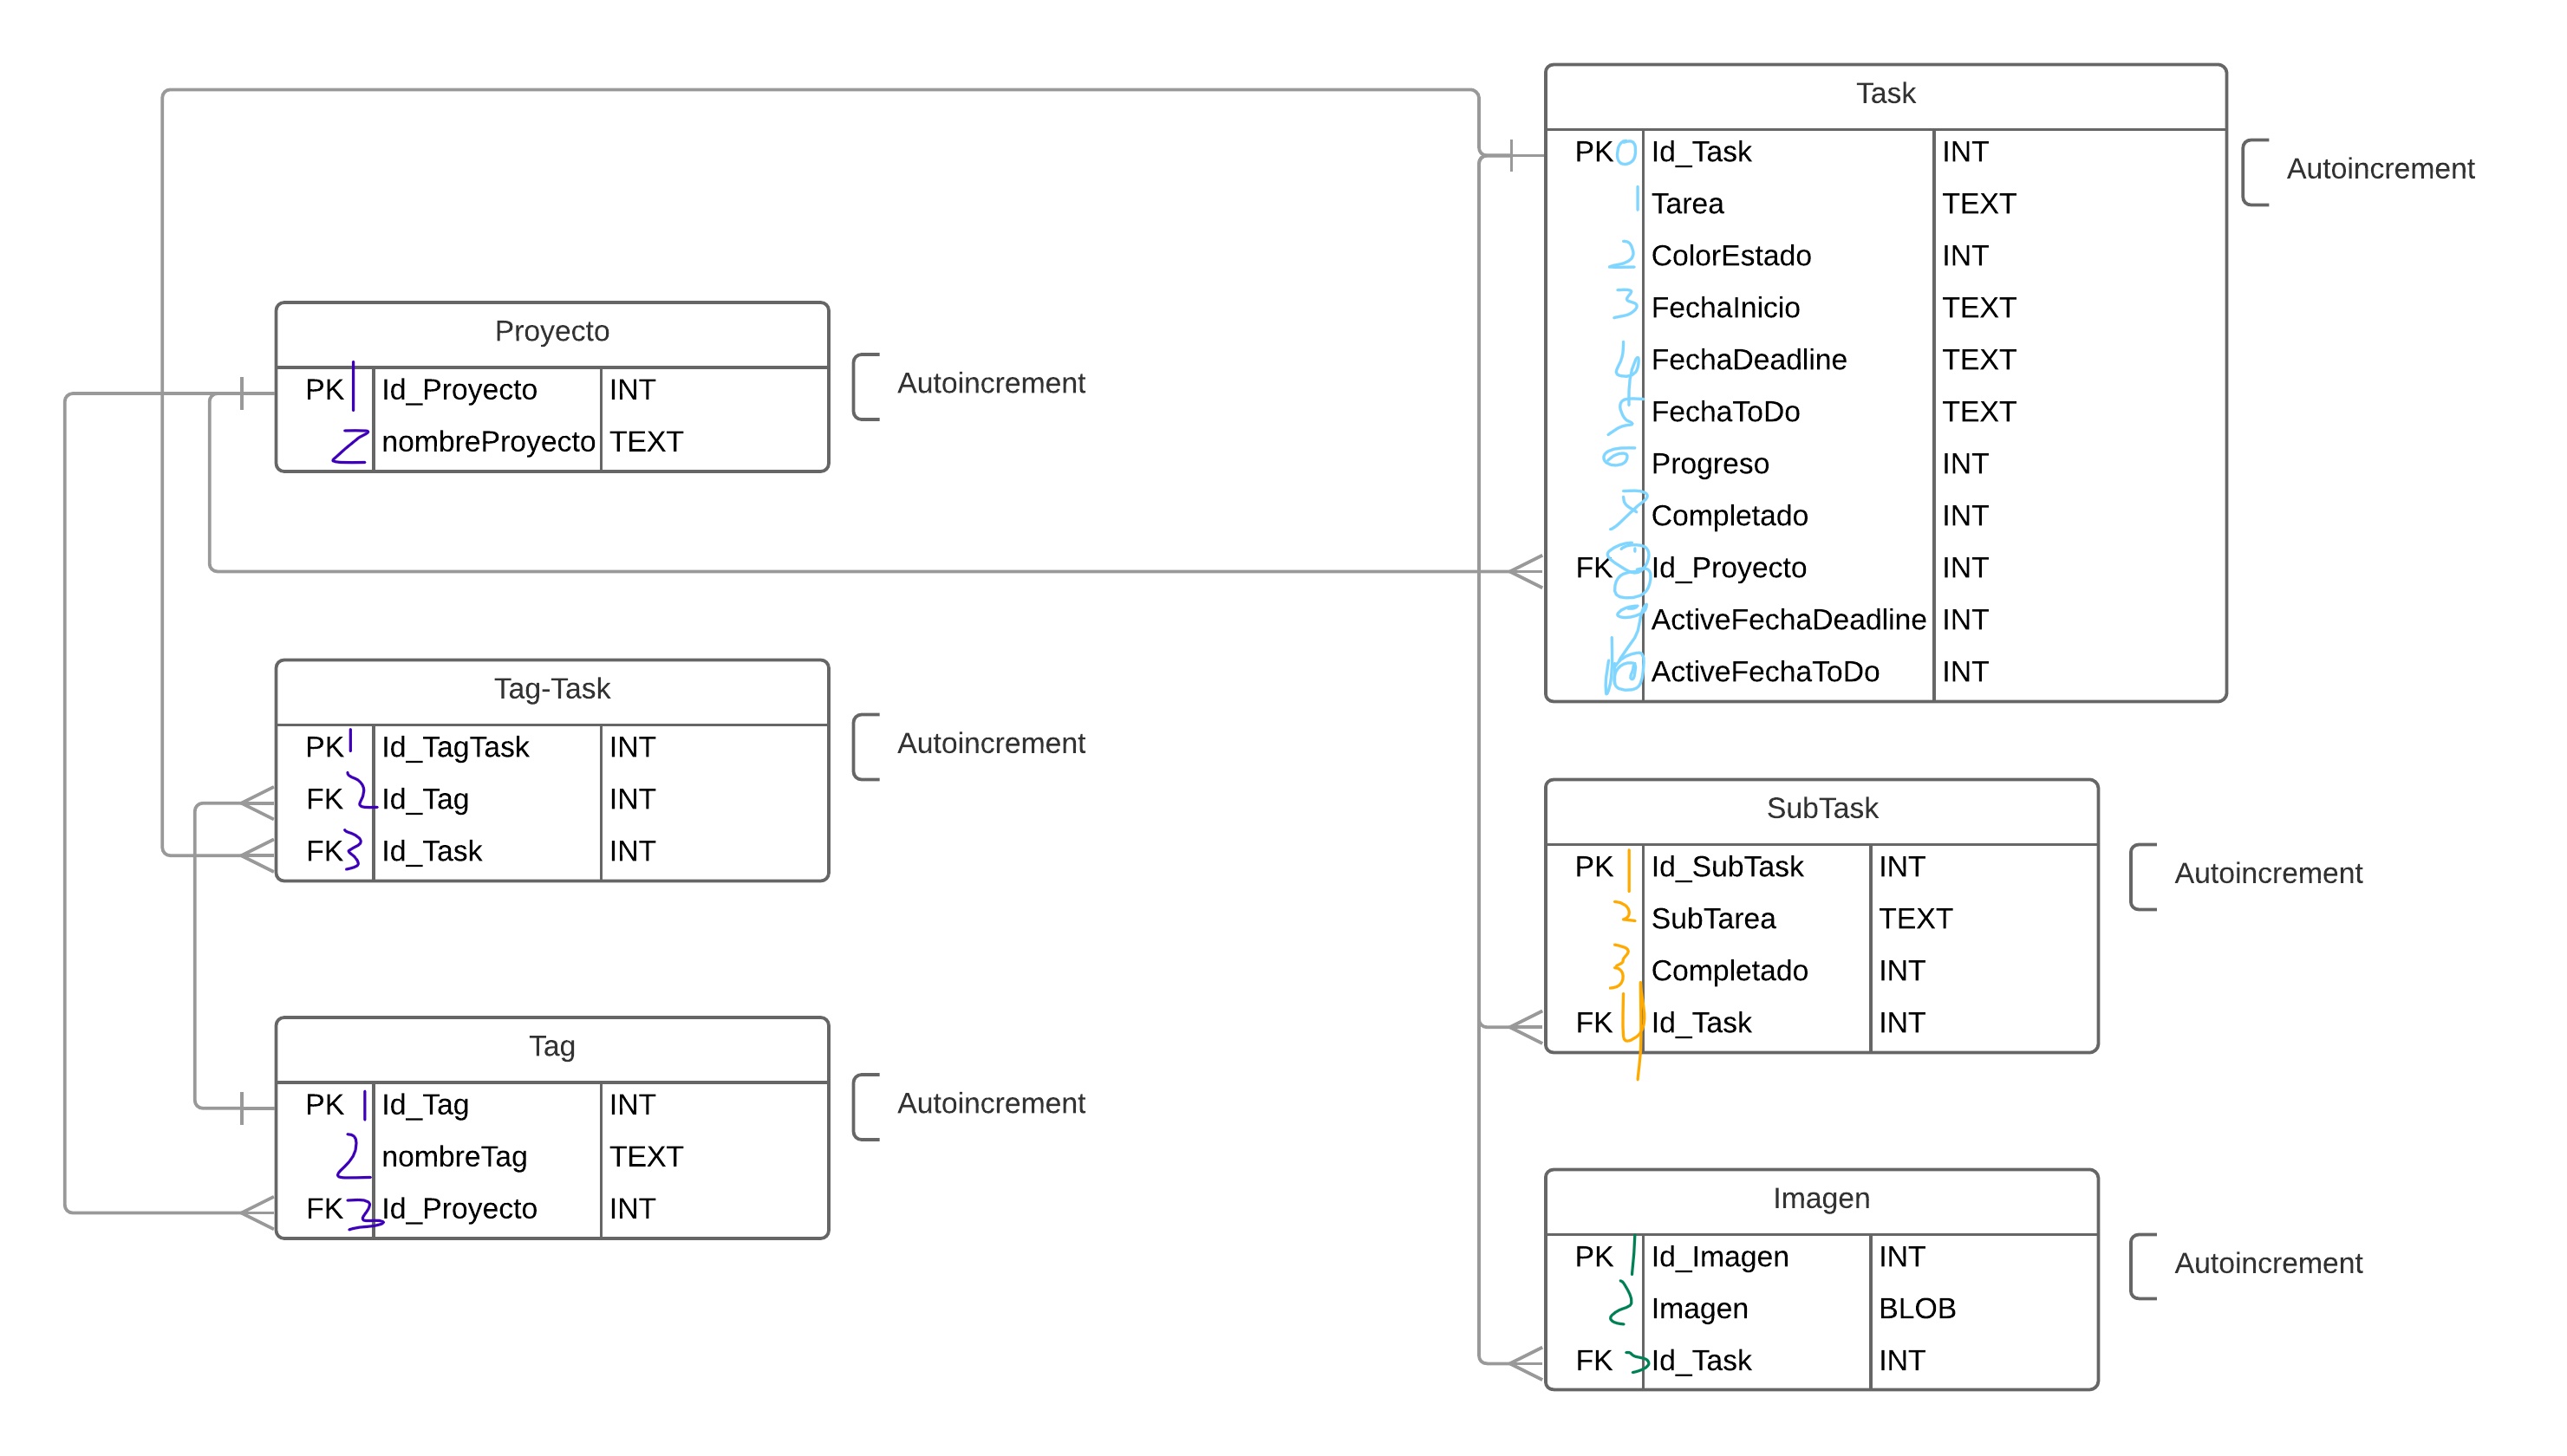 Task
PK 0 Id_Task INT
Autoincrement
1 Tarea TEXT
2 ColorEstado INT
3 FechaInicio TEXT
4 FechaDeadline TEXT
5 FechaToDo TEXT
6 Progreso INT
7 Completado INT
FK 8 Id_Proyecto INT
9 ActiveFechaDeadline INT
10 ActiveFechaToDo INT
Proyecto
PK 1 Id_Proyecto INT
Autoincrement
2 nombreProyecto TEXT
Tag-Task
PK 1 Id_TagTask INT
Autoincrement
FK 2 Id_Tag INT
FK 3 Id_Task INT
Tag
PK 1 Id_Tag INT
Autoincrement
2 nombreTag TEXT
FK 3 Id_Proyecto INT
SubTask
PK 1 Id_SubTask INT
Autoincrement
2 SubTarea TEXT
3 Completado INT
FK 4 Id_Task INT
Imagen
PK 1 Id_Imagen INT
Autoincrement
2 Imagen BLOB
FK 3 Id_Task INT